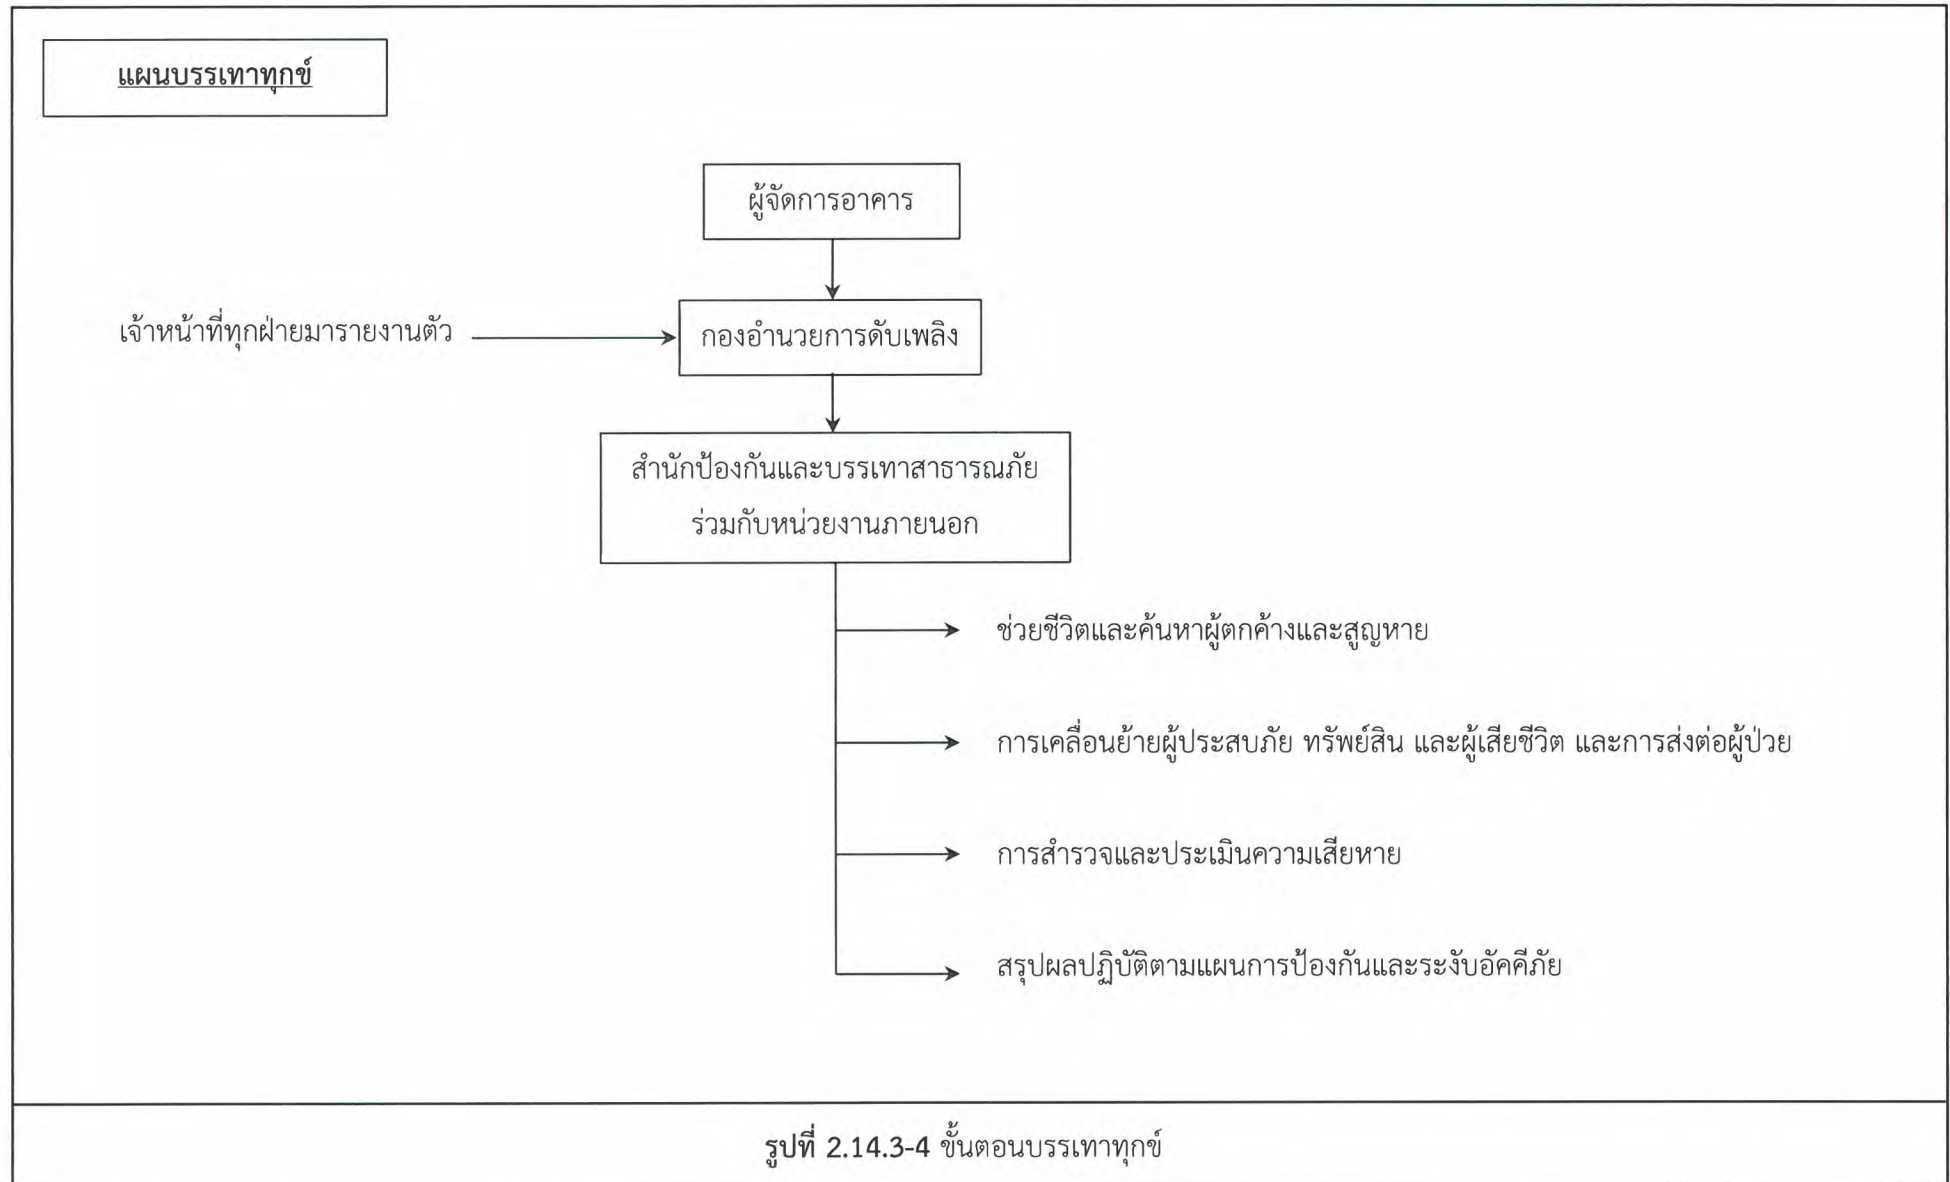 แผนบรรเทาทุกข์
ผู้จัดการอาคาร
เจ้าหน้าที่ทุกฝ่ายมารายงานตัว
กองอำนวยการดับเพลิง
สำนักป้องกันและบรรเทาสาธารณภัย
ร่วมกับหน่วยงานภายนอก
ช่วยชีวิตและค้นหาผู้ตกค้างและสูญหาย
การเคลื่อนย้ายผู้ประสบภัย ทรัพย์สิน และผู้เสียชีวิต และการส่งต่อผู้ป่วย
การสำรวจและประเมินความเสียหาย
สรุปผลปฏิบัติตามแผนการป้องกันและระงับอัคคีภัย
รูปที่ 2.14.3-4 ขั้นตอนบรรเทาทุกข์